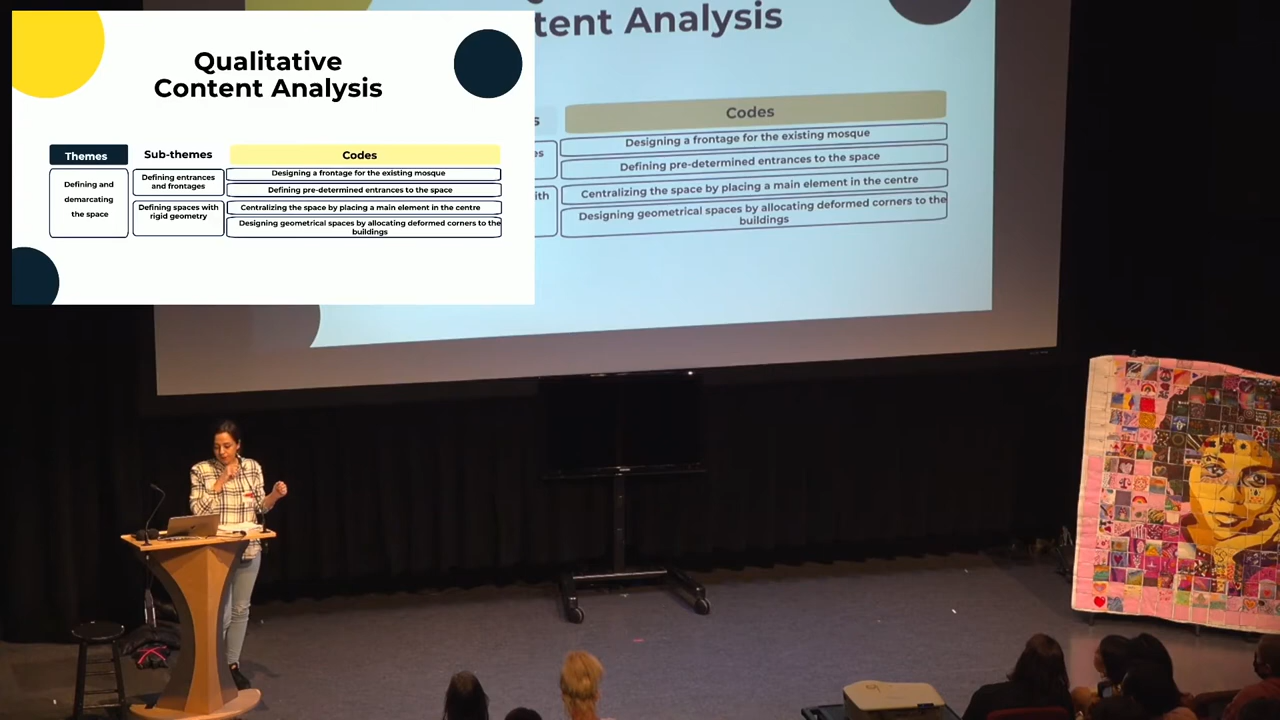 Qualitative
Content Analysis
Themes
Sub-themes
Codes
Defining and
demarcating
the space
Defining entrances
and frontages
Defining spaces with
rigid geometry
Designing a frontage for the existing mosque
Defining pre-determined entrances to the space
Centralizing the space by placing a main element in the centre
Designing geometrical spaces by allocating deformed corners to the
buildings
tent Analysis
s
Codes
es
ith
Designing a frontage for the existing mosque
Defining pre-determined entrances to the space
Centralizing the space by placing a main element in the centre
Designing geometrical spaces by allocating deformed corners to the
buildings